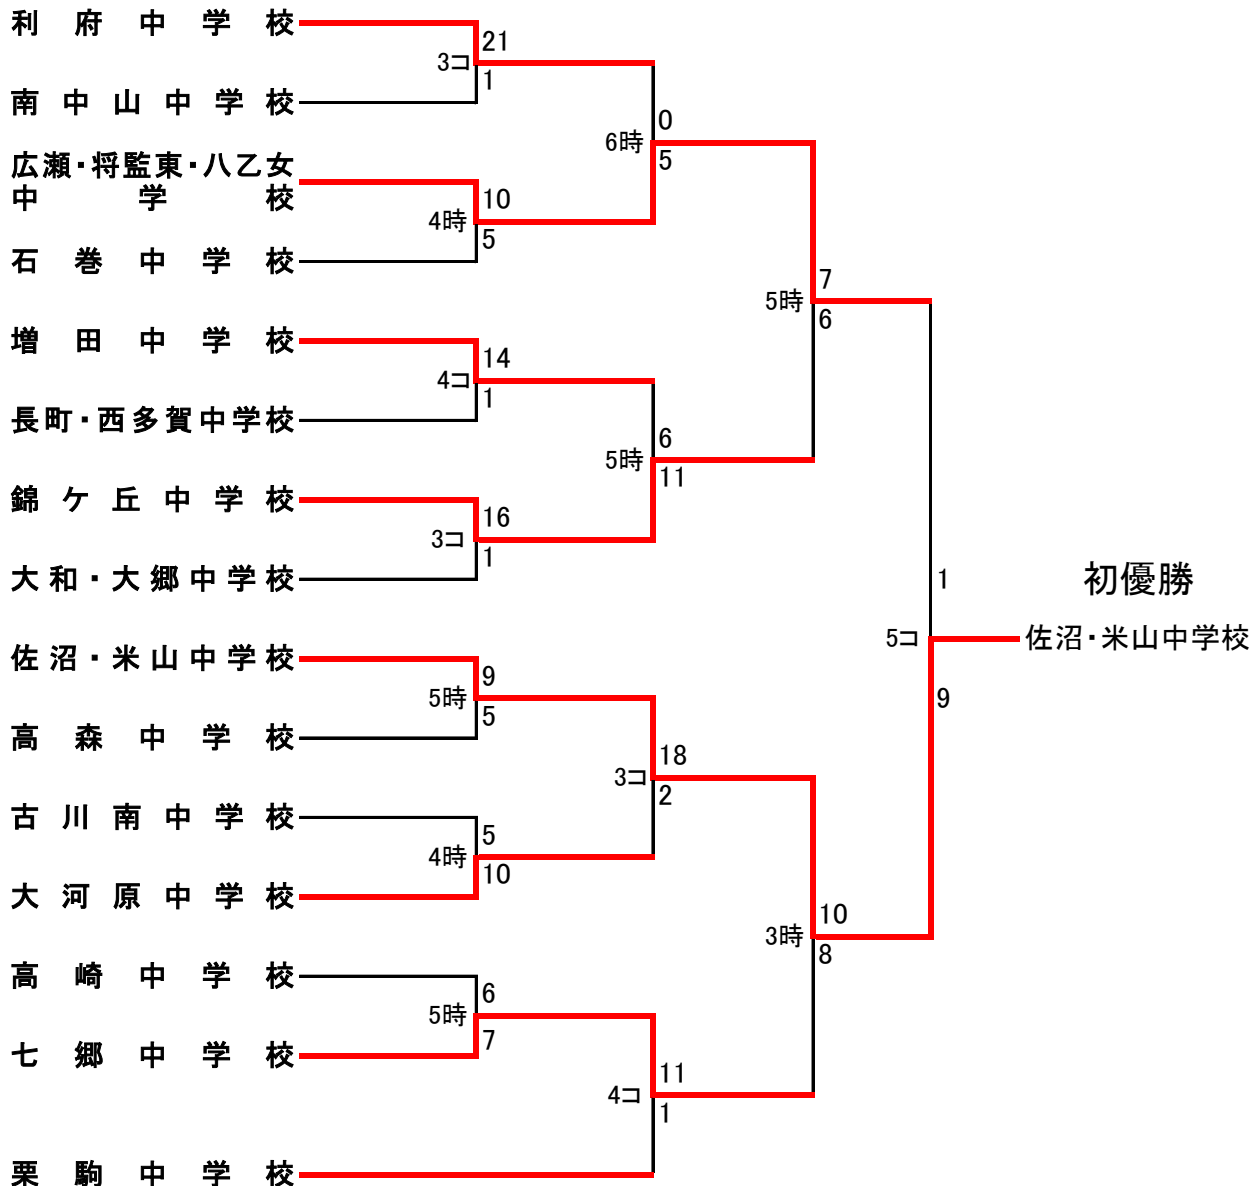 利府中学校
21
3コ
1
南中山中学校
0
6時
5
広瀬・将監東・八乙女
中学校
10
4時
5
石巻中学校
7
5時
6
増田中学校
14
4コ
1
長町・西多賀中学校
6
5時
11
錦ケ丘中学校
16
3コ
1
大和・大郷中学校
1
初優勝
5コ
佐沼・米山中学校
9
佐沼・米山中学校
9
5時
5
高森中学校
18
3コ
2
古川南中学校
5
4時
10
大河原中学校
10
3時
8
高崎中学校
6
5時
7
七郷中学校
11
4コ
1
栗駒中学校